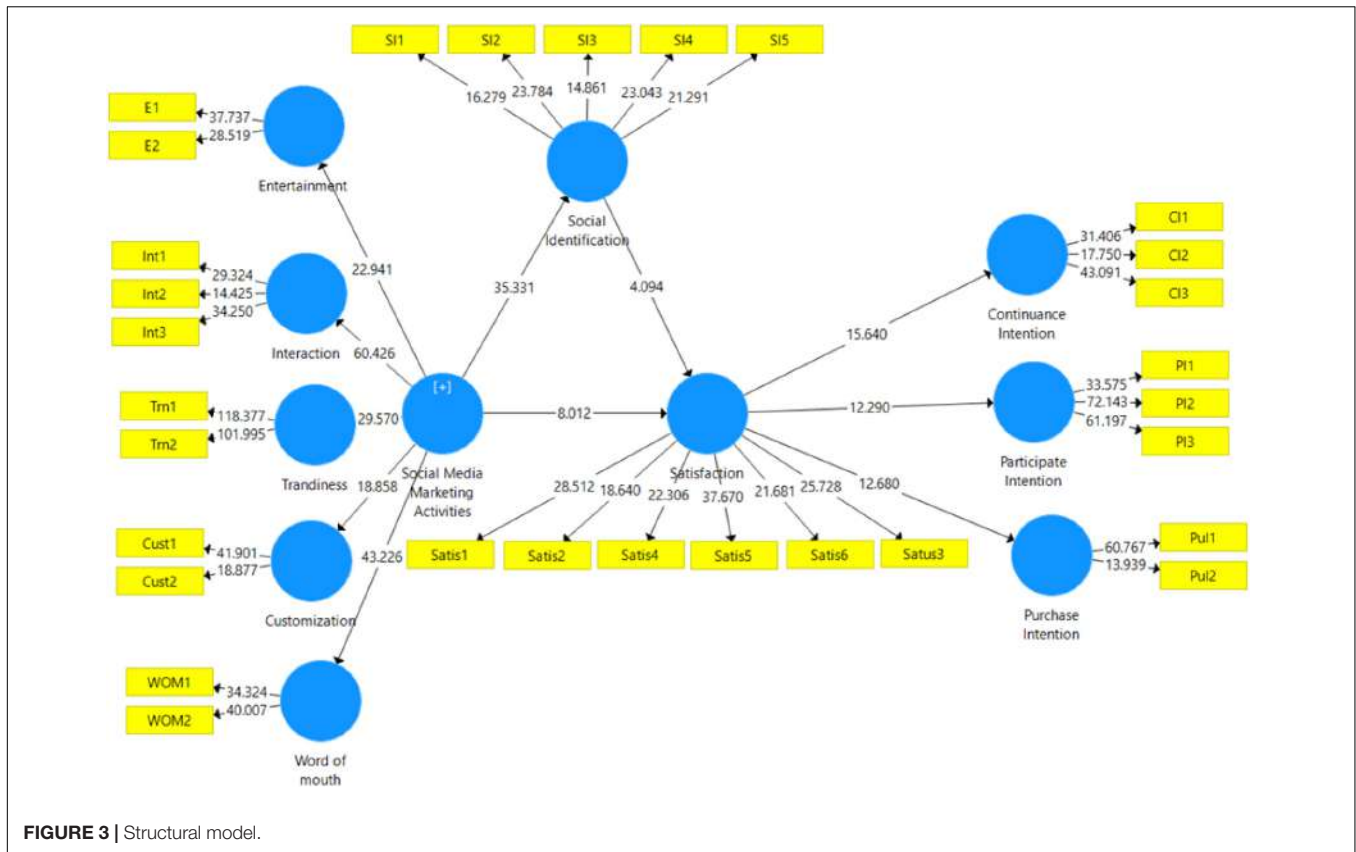 SI1
SI2
SI3
SI4
SI5
16.279
23.784
14.861
23.043
21.291
Social
Identification
E1
E2
37.737
28.519
Entertainment
Int1
Int2
Int3
29.324
14.425
34.250
Interaction
Trn1
Trn2
118.377
101.995
Trandiness
Cust1
Cust2
41.901
18.877
Customization
WOM1
WOM2
34.324
40.007
Word of
mouth
22.941
60.426
29.570
18.858
43.226
[+]
Social Media
Marketing
Activities
35.331
4.094
8.012
Satisfaction
28.512
18.640
22.306
37.670
21.681
25.728
Satis1
Satis2
Satis4
Satis5
Satis6
Satus3
15.640
12.290
12.680
31.406
17.750
43.091
CI1
CI2
CI3
Continuance
Intention
33.575
72.143
61.197
PI1
PI2
PI3
Participate
Intention
60.767
13.939
PuI1
PuI2
Purchase
Intention
FIGURE 3 | Structural model.